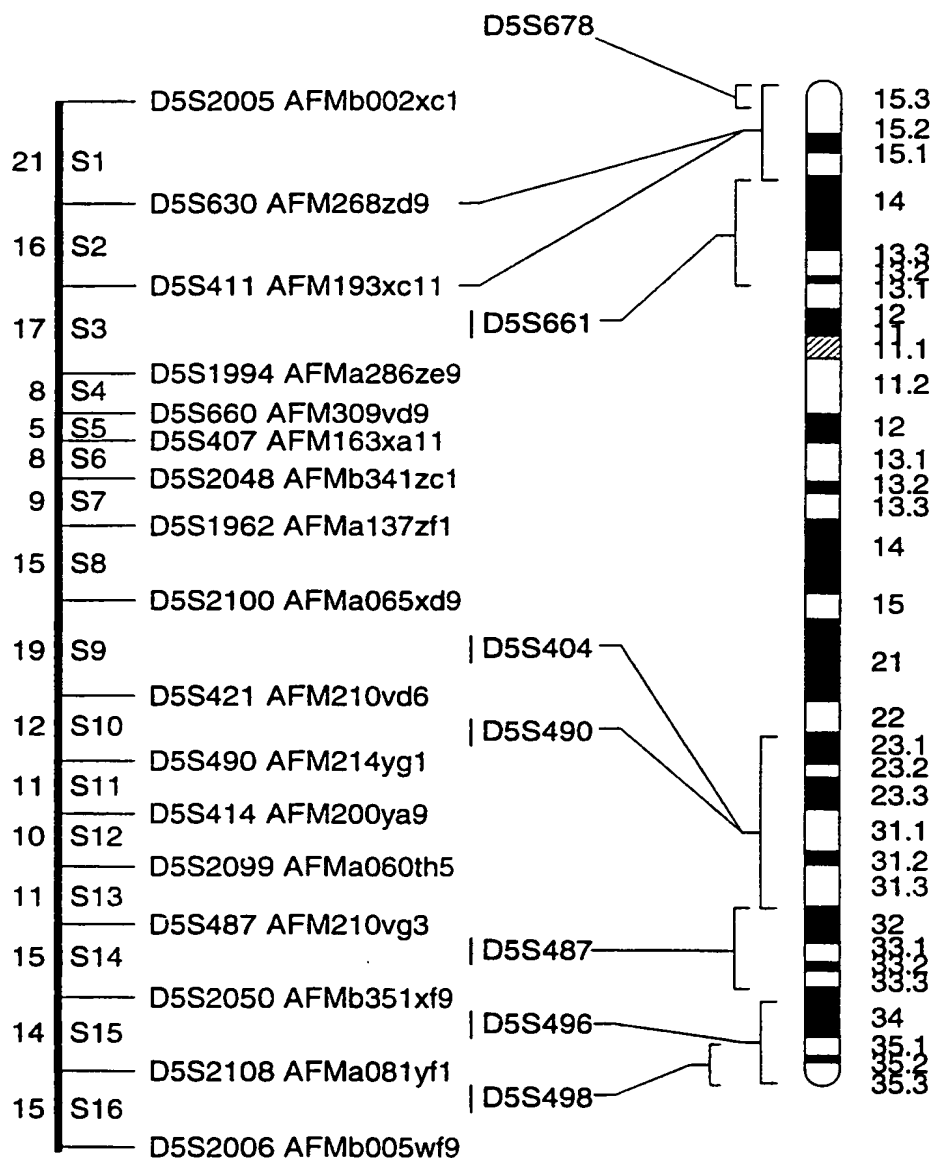 D5S678
D5S2005 AFMb002xc1
21 S1
D5S630 AFM268zd9
16 S2
D5S411 AFM193xc11
17 S3
D5S661
D5S1994 AFMa286ze9
8 S4
D5S660 AFM309vd9
5 S5
D5S407 AFM163xa11
8 S6
D5S2048 AFMb341zc1
9 S7
D5S1962 AFMa137zf1
15 S8
D5S2100 AFMa065xd9
19 S9
D5S404
D5S421 AFM210vd6
12 S10
D5S490
D5S490 AFM214yg1
11 S11
D5S414 AFM200ya9
10 S12
D5S2099 AFMa060th5
11 S13
D5S487 AFM210vg3
15 S14
D5S487
D5S2050 AFMb351xf9
14 S15
D5S496
D5S2108 AFMa081yf1
15 S16
D5S498
D5S2006 AFMb005wf9
15.3
15.2
15.1
14
13.3
13.2
13.1
12
11
11.1
11.2
12
13.1
13.2
13.3
14
15
21
22
23.1
23.2
23.3
31.1
31.2
31.3
32
33.1
33.2
33.3
34
35.1
35.2
35.3